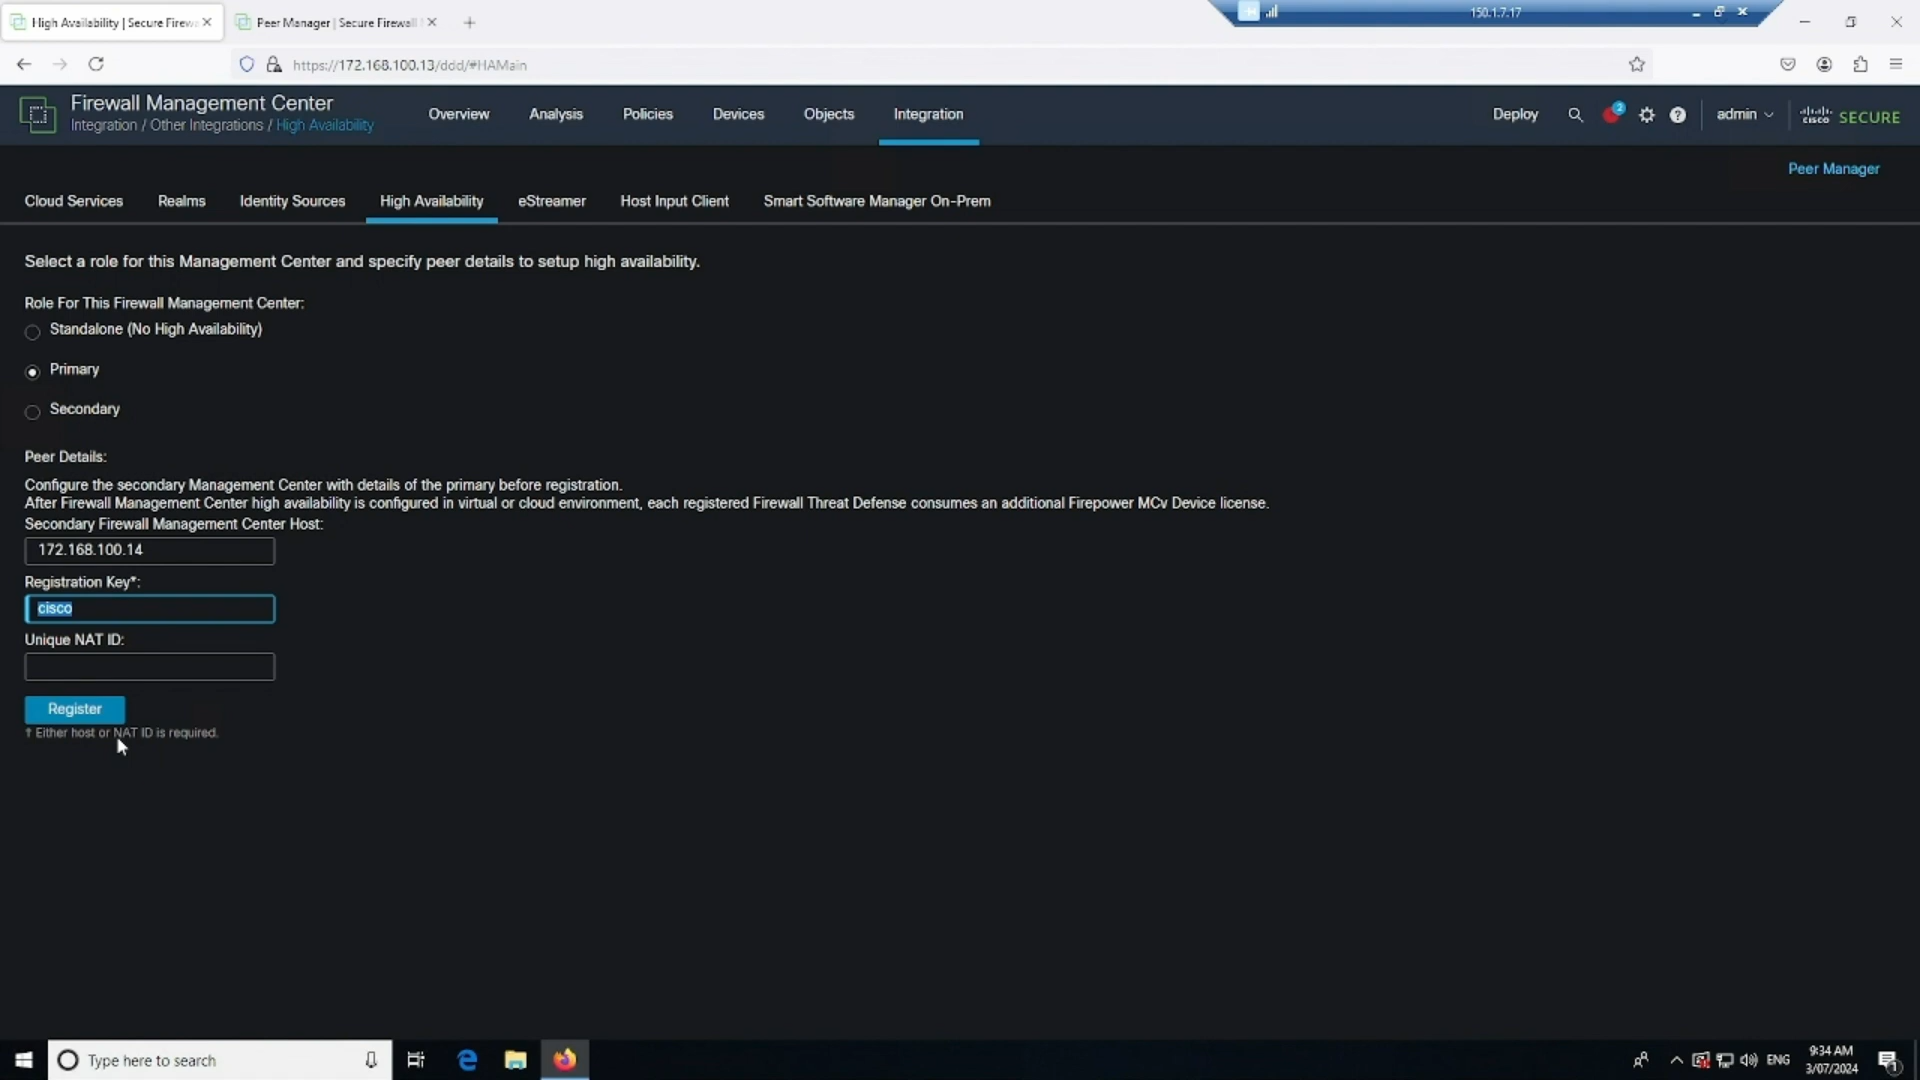 High Availability | Secure Firew
Peer Manager | Secure Firewall
150.1.7.17
https://172.168.100.13/ddd/#HAMain
Firewall Management Center
Integration / Other Integrations / High Availability
Overview
Analysis
Policies
Devices
Objects
Integration
Deploy
2
admin
cisco SECURE
Peer Manager
Cloud Services
Realms
Identity Sources
High Availability
eStreamer
Host Input Client
Smart Software Manager On-Prem
Select a role for this Management Center and specify peer details to setup high availability.
Role For This Firewall Management Center:
Standalone (No High Availability)
Primary
Secondary
Peer Details:
Configure the secondary Management Center with details of the primary before registration.
After Firewall Management Center high availability is configured in virtual or cloud environment, each registered Firewall Threat Defense consumes an additional Firepower MCv Device license.
Secondary Firewall Management Center Host:
172.168.100.14
Registration Key*:
cisco
Unique NAT ID:
Register
† Either host or NAT ID is required.
Type here to search
ENG
9:34 AM
3/07/2024
1